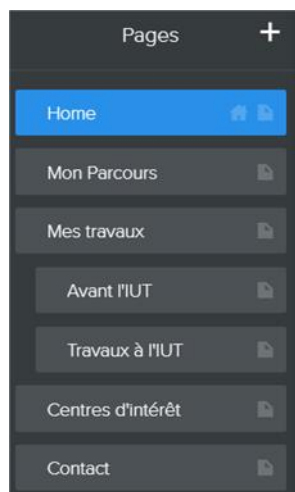 Pages +
Home
Mon Parcours
Mes travaux
Avant l'IUT
Travaux à l'IUT
Centres d'intérêt
Contact